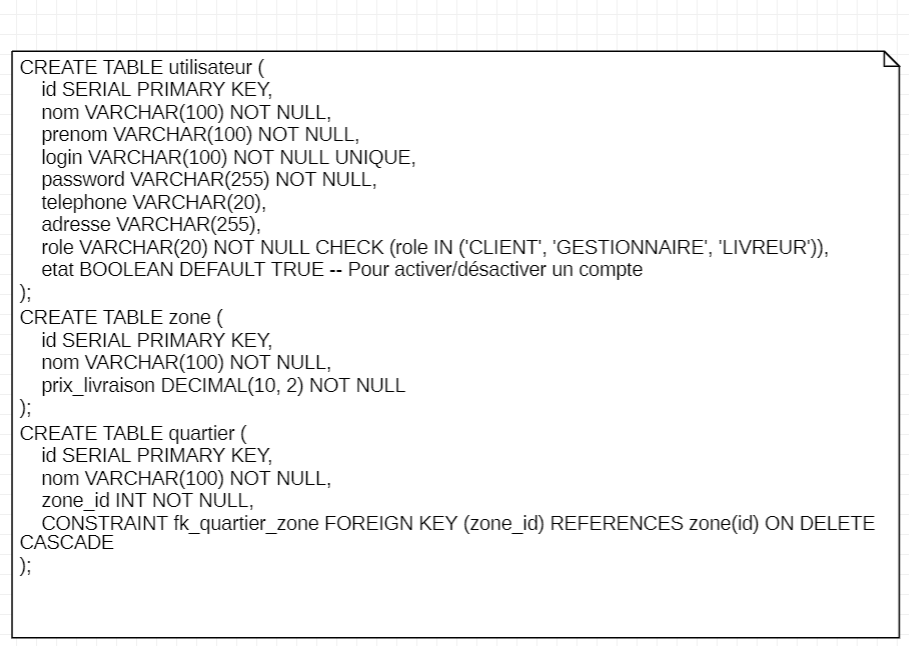 CREATE TABLE utilisateur (
    id SERIAL PRIMARY KEY,
    nom VARCHAR(100) NOT NULL,
    prenom VARCHAR(100) NOT NULL,
    login VARCHAR(100) NOT NULL UNIQUE,
    password VARCHAR(255) NOT NULL,
    telephone VARCHAR(20),
    adresse VARCHAR(255),
    role VARCHAR(20) NOT NULL CHECK (role IN ('CLIENT', 'GESTIONNAIRE', 'LIVREUR')),
    etat BOOLEAN DEFAULT TRUE -- Pour activer/désactiver un compte
);
CREATE TABLE zone (
    id SERIAL PRIMARY KEY,
    nom VARCHAR(100) NOT NULL,
    prix_livraison DECIMAL(10, 2) NOT NULL
);
CREATE TABLE quartier (
    id SERIAL PRIMARY KEY,
    nom VARCHAR(100) NOT NULL,
    zone_id INT NOT NULL,
    CONSTRAINT fk_quartier_zone FOREIGN KEY (zone_id) REFERENCES zone(id) ON DELETE
CASCADE
);